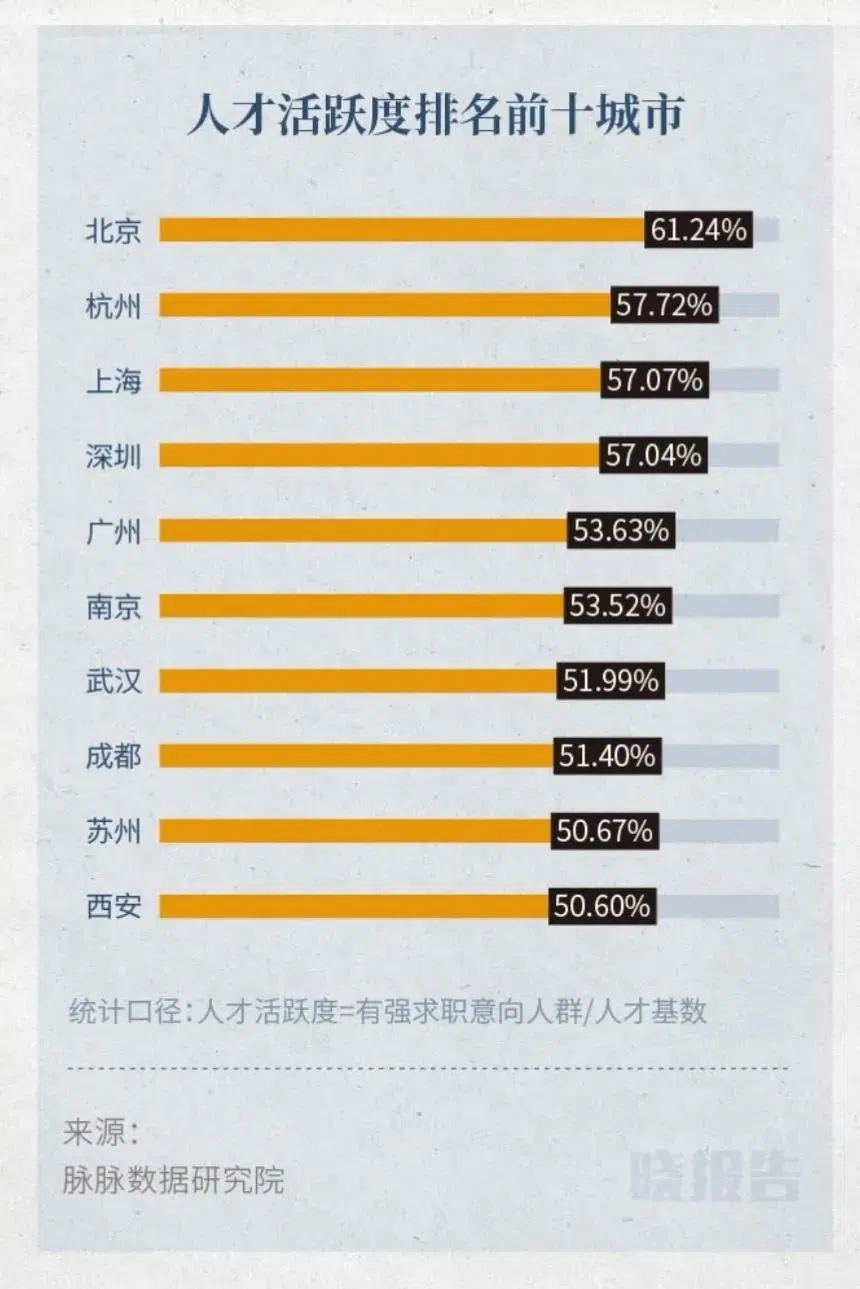 人才活跃度排名前十城市
北京 61.24%
杭州 57.72%
上海 57.07%
深圳 57.04%
广州 53.63%
南京 53.52%
武汉 51.99%
成都 51.40%
苏州 50.67%
西安 50.60%
统计口径:人才活跃度=有强求职意向人群/人才基数
来源:
脉脉数据研究院
晓报告